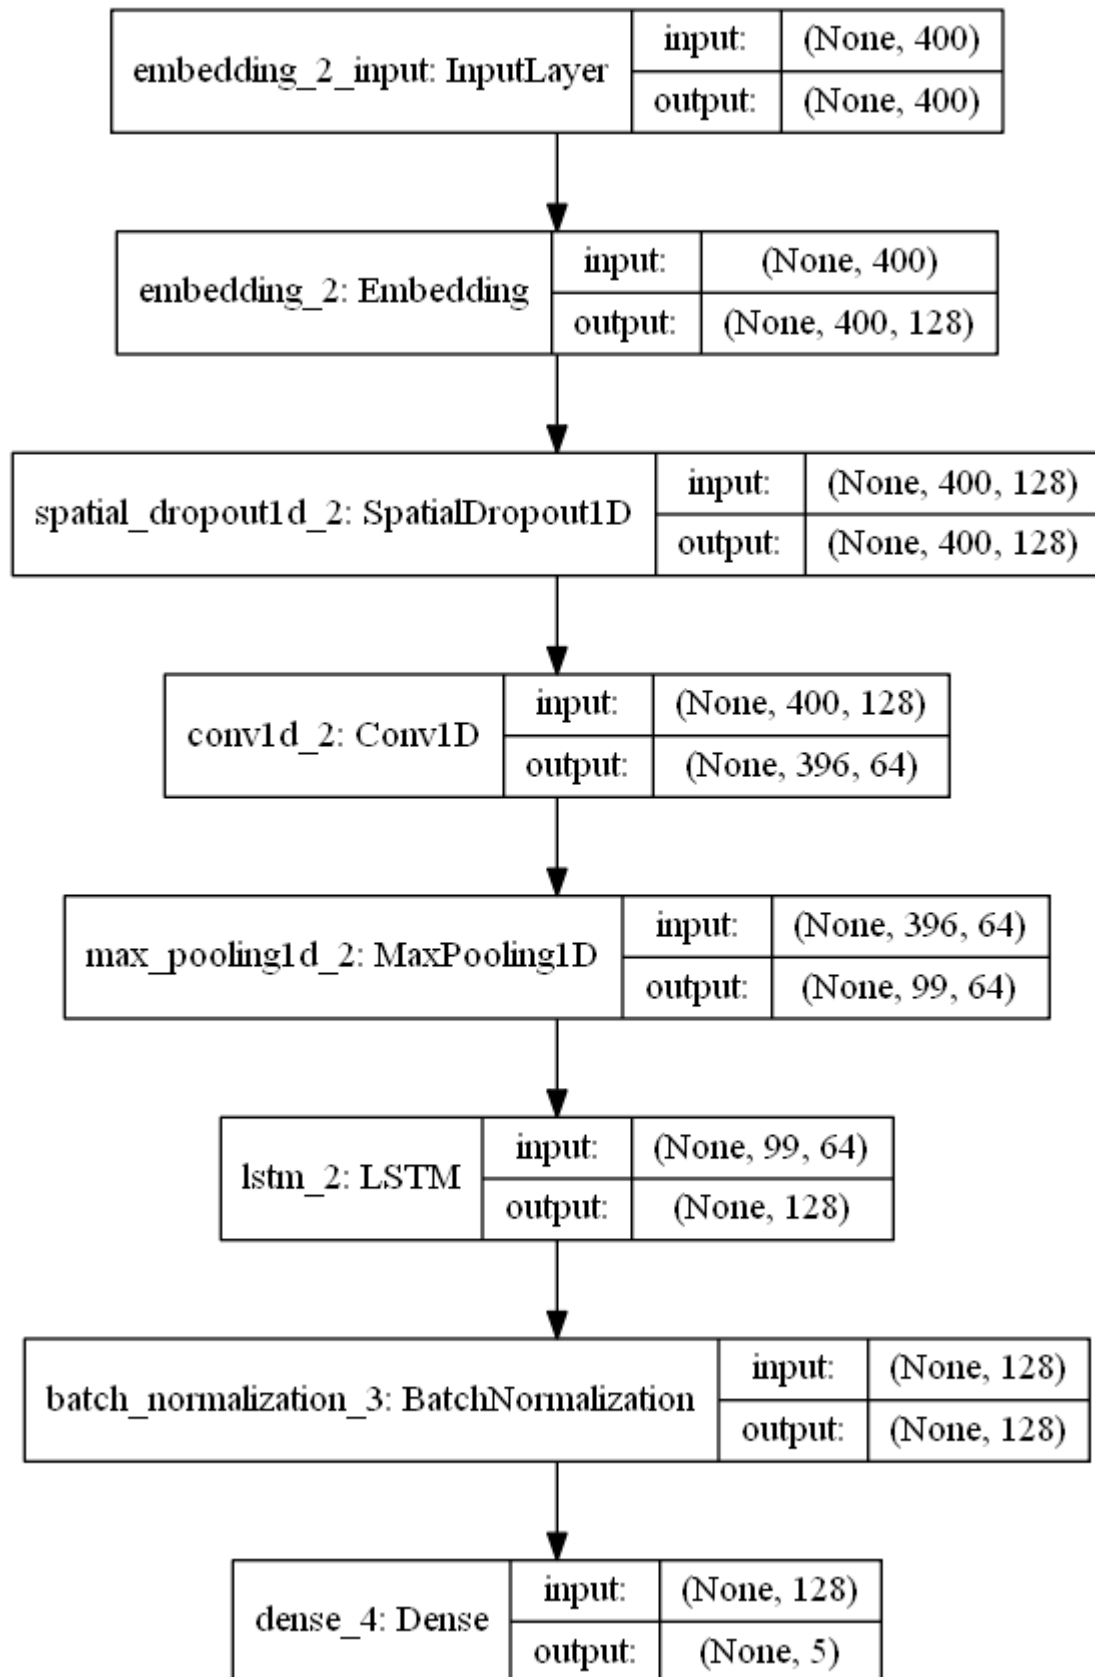 embedding_2_input: InputLayer
input: (None, 400)
output: (None, 400)
embedding_2: Embedding
input: (None, 400)
output: (None, 400, 128)
spatial_dropout1d_2: SpatialDropout1D
input: (None, 400, 128)
output: (None, 400, 128)
conv1d_2: Conv1D
input: (None, 400, 128)
output: (None, 396, 64)
max_pooling1d_2: MaxPooling1D
input: (None, 396, 64)
output: (None, 99, 64)
lstm_2: LSTM
input: (None, 99, 64)
output: (None, 128)
batch_normalization_3: BatchNormalization
input: (None, 128)
output: (None, 128)
dense_4: Dense
input: (None, 128)
output: (None, 5)